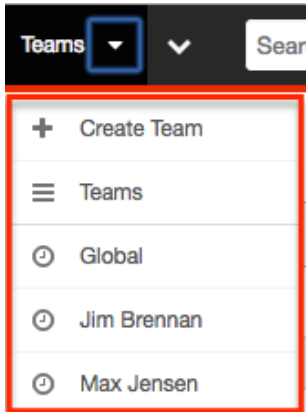 Teams
Sear
Create Team
Teams
Global
Jim Brennan
Max Jensen